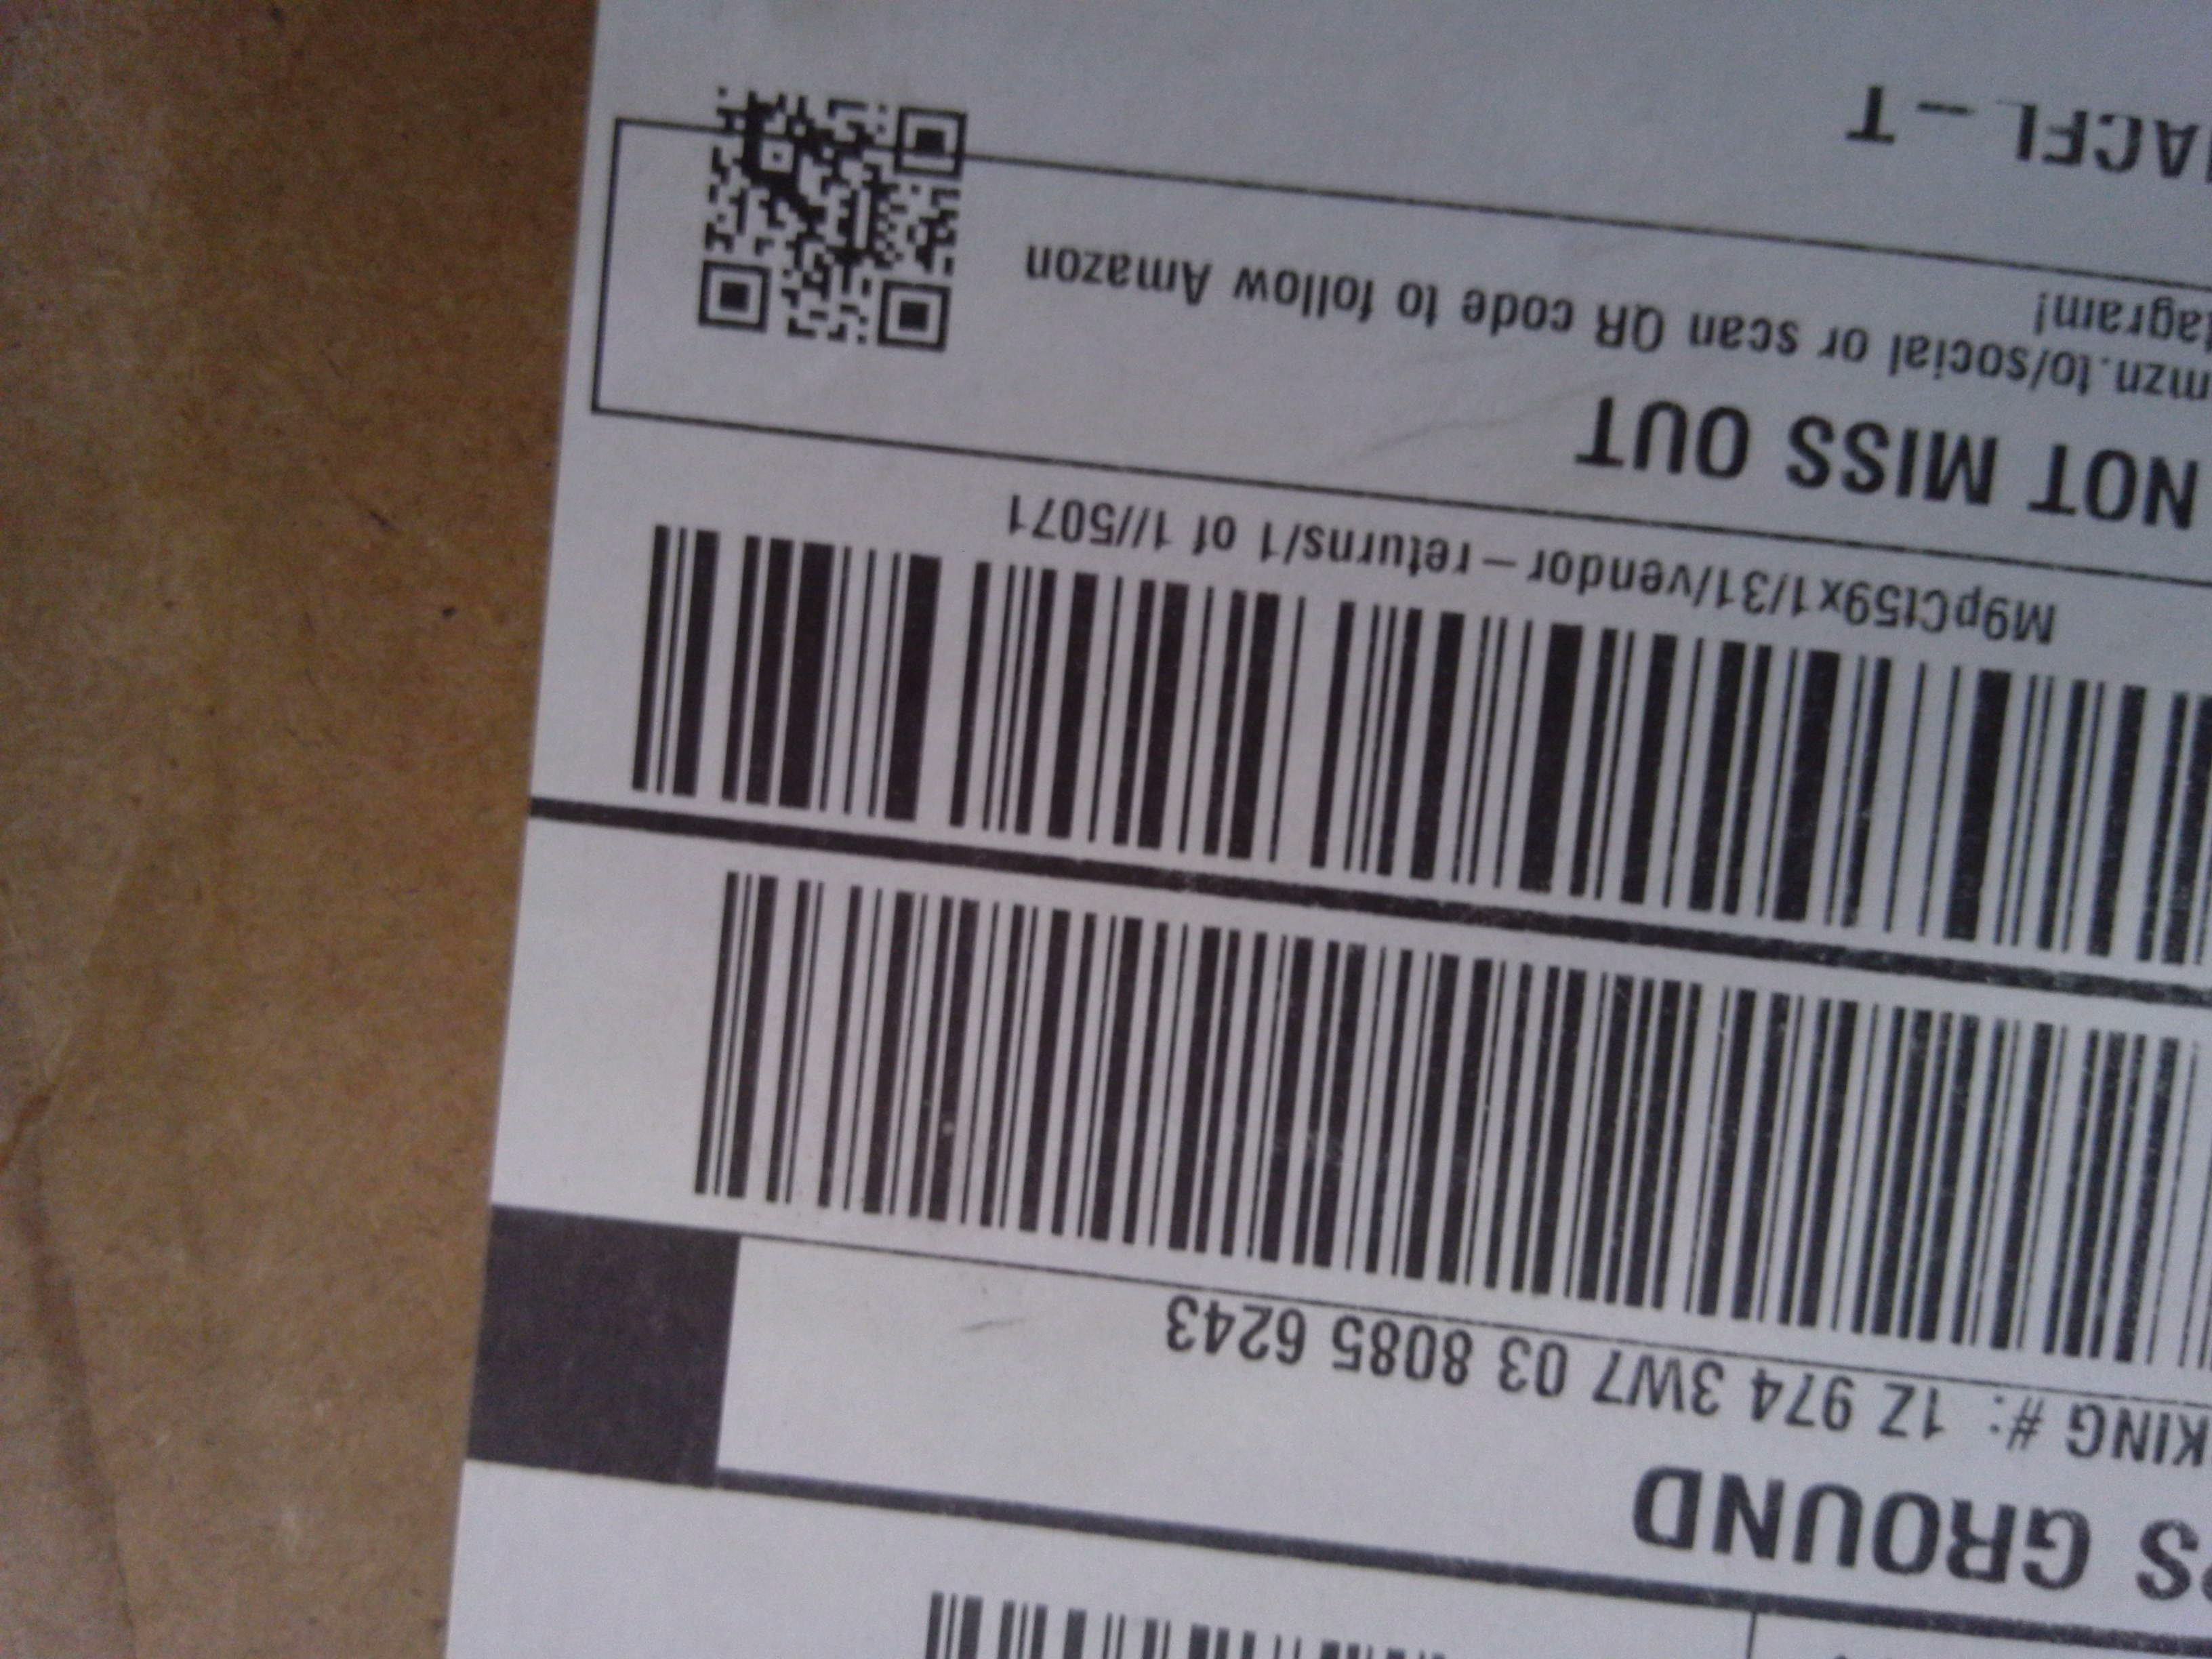 S GROUND
KING #: 1Z 974 3W7 03 8085 6243
M9pCt59x1/31/vendor-returns/1 of 1//5071
NOT MISS OUT
mzn.to/social or scan QR code to follow Amazon
tagram!
ACFL-T